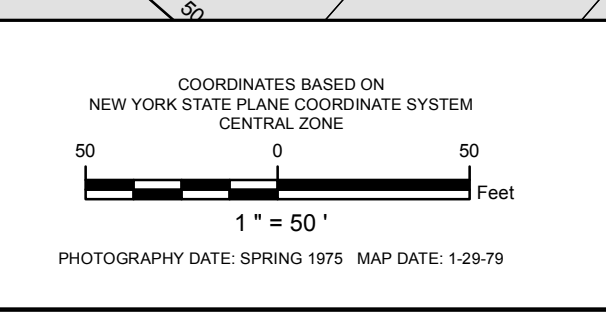 50
COORDINATES BASED ON
NEW YORK STATE PLANE COORDINATE SYSTEM
CENTRAL ZONE
50 0 50
Feet
1 " = 50 '
PHOTOGRAPHY DATE: SPRING 1975 MAP DATE: 1-29-79